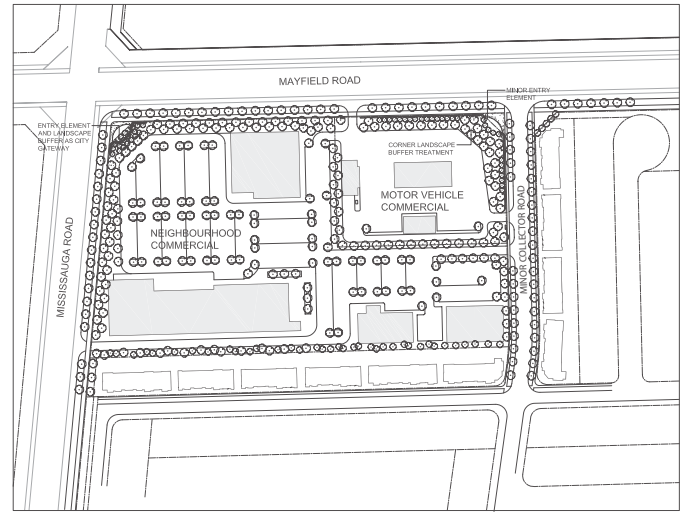 MAYFIELD ROAD
MINOR ENTRY
ELEMENT
ENTRY ELEMENT
AND LANDSCAPE
BUFFER AS CITY
GATEWAY
CORNER LANDSCAPE
BUFFER TREATMENT
MOTOR VEHICLE
COMMERCIAL
NEIGHBOURHOOD
COMMERCIAL
MISSISSAUGA ROAD
MINOR COLLECTOR ROAD